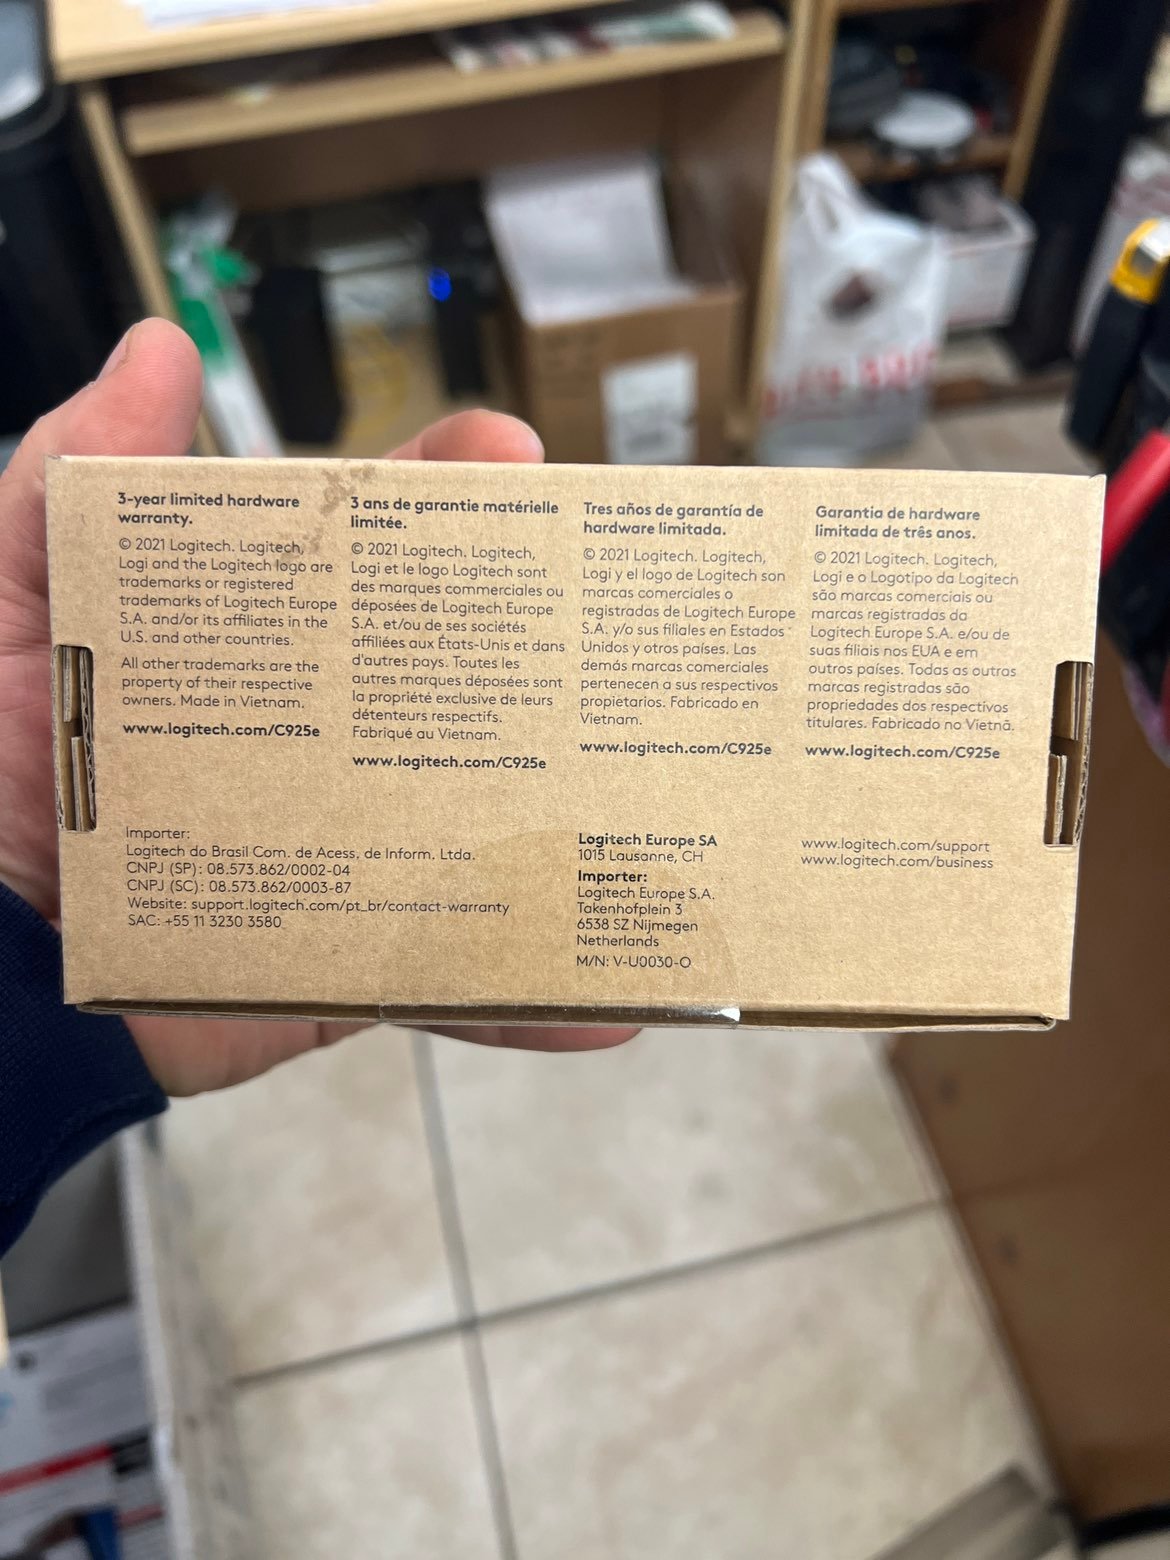 3-year limited hardware
warranty.
© 2021 Logitech. Logitech,
Logi and the Logitech logo are
trademarks or registered
trademarks of Logitech Europe
S.A. and/or its affiliates in the
U.S. and other countries.
All other trademarks are the
property of their respective
owners. Made in Vietnam.
www.logitech.com/C925e
3 ans de garantie matérielle
limitée.
© 2021 Logitech. Logitech,
Logi et le logo Logitech sont
des marques commerciales ou
déposées de Logitech Europe
S.A. et/ou de ses sociétés
affiliées aux États-Unis et dans
d'autres pays. Toutes les
autres marques déposées sont
la propriété exclusive de leurs
détenteurs respectifs.
Fabriqué au Vietnam.
www.logitech.com/C925e
Tres años de garantía de
hardware limitada.
© 2021 Logitech. Logitech,
Logi y el logo de Logitech son
marcas comerciales o
registradas de Logitech Europe
S.A. y/o sus filiales en Estados
Unidos y otros países. Las
demás marcas comerciales
pertenecen a sus respectivos
propietarios. Fabricado en
Vietnam.
www.logitech.com/C925e
Garantia de hardware
limitada de três anos.
© 2021 Logitech. Logitech,
Logi e o Logotipo da Logitech
são marcas comerciais ou
marcas registradas da
Logitech Europe S.A. e/ou de
suas filiais nos EUA e em
outros países. Todas as outras
marcas registradas são
propriedades dos respectivos
titulares. Fabricado no Vietnã.
www.logitech.com/C925e
Importer:
Logitech do Brasil Com. de Acess. de Inform. Ltda.
CNPJ (SP): 08.573.862/0002-04
CNPJ (SC): 08.573.862/0003-87
Website: support.logitech.com/pt_br/contact-warranty
SAC: +55 11 3230 3580
Logitech Europe SA
1015 Lausanne, CH
Importer:
Logitech Europe S.A.
Takenhofplein 3
6538 SZ Nijmegen
Netherlands
M/N: V-U0030-O
www.logitech.com/support
www.logitech.com/business